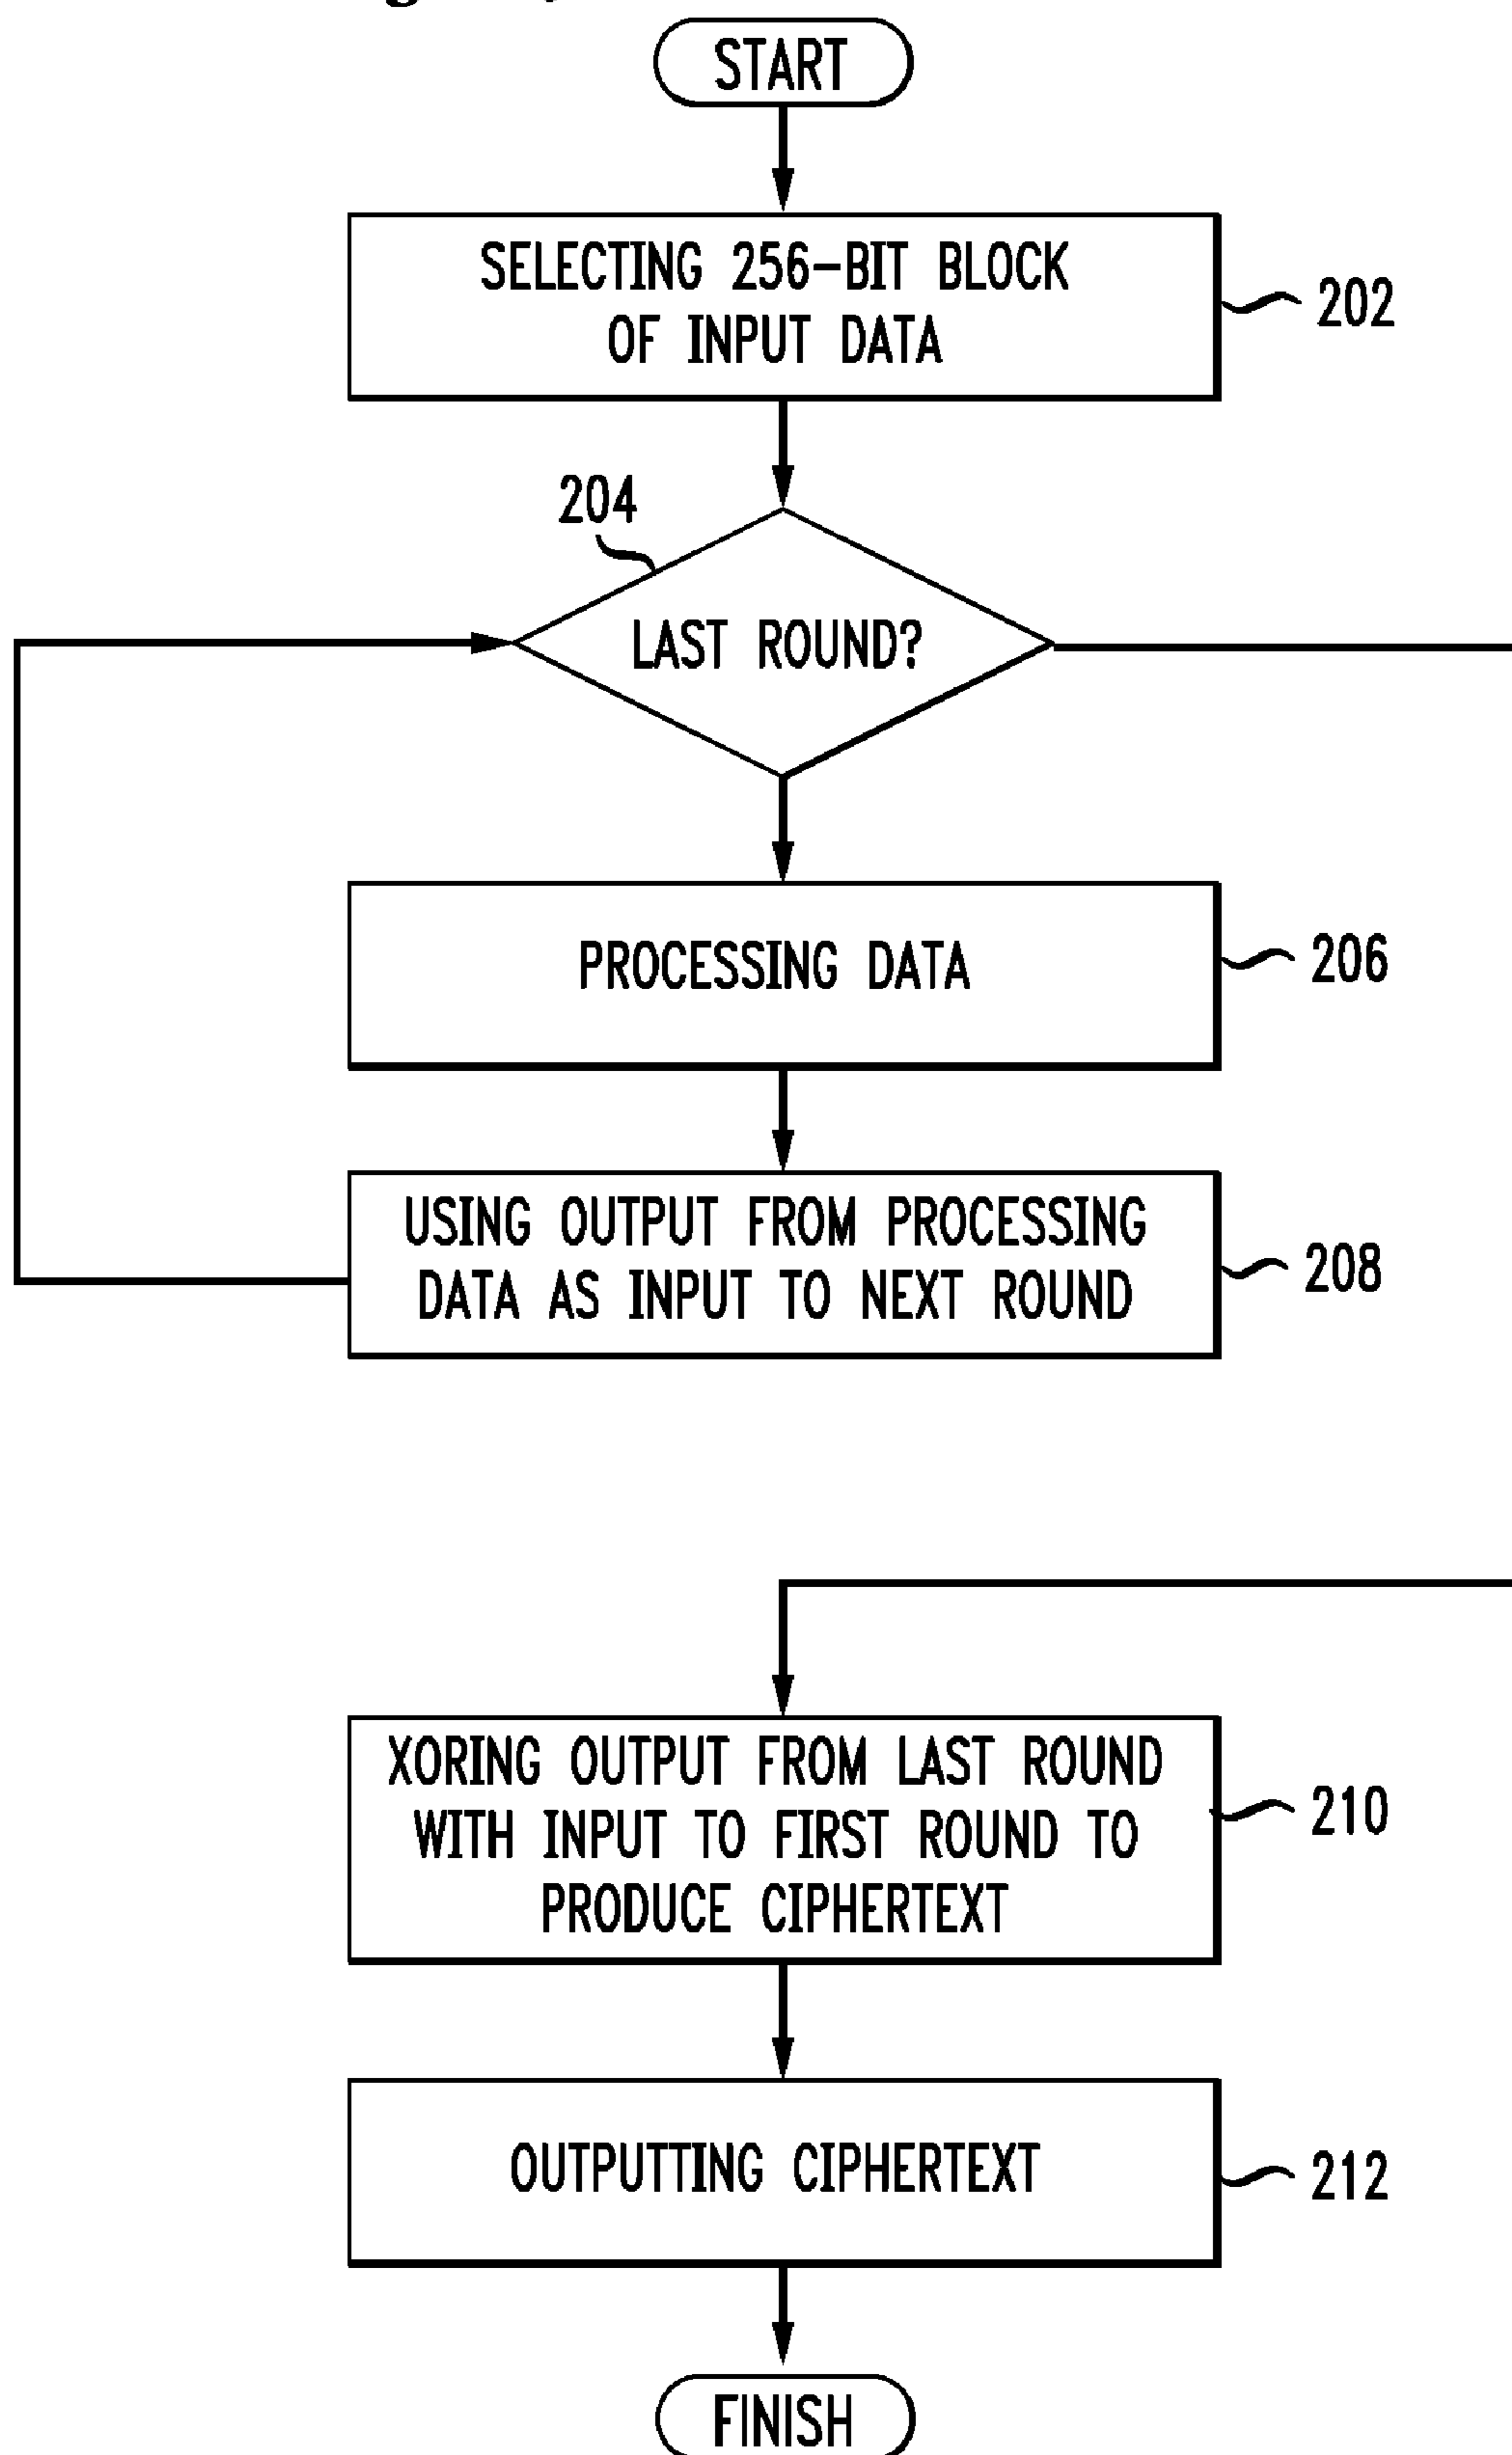 START
SELECTING 256-BIT BLOCK
OF INPUT DATA
202
204
LAST ROUND?
PROCESSING DATA
206
USING OUTPUT FROM PROCESSING
DATA AS INPUT TO NEXT ROUND
208
XORING OUTPUT FROM LAST ROUND
WITH INPUT TO FIRST ROUND TO
PRODUCE CIPHERTEXT
210
OUTPUTTING CIPHERTEXT
212
FINISH